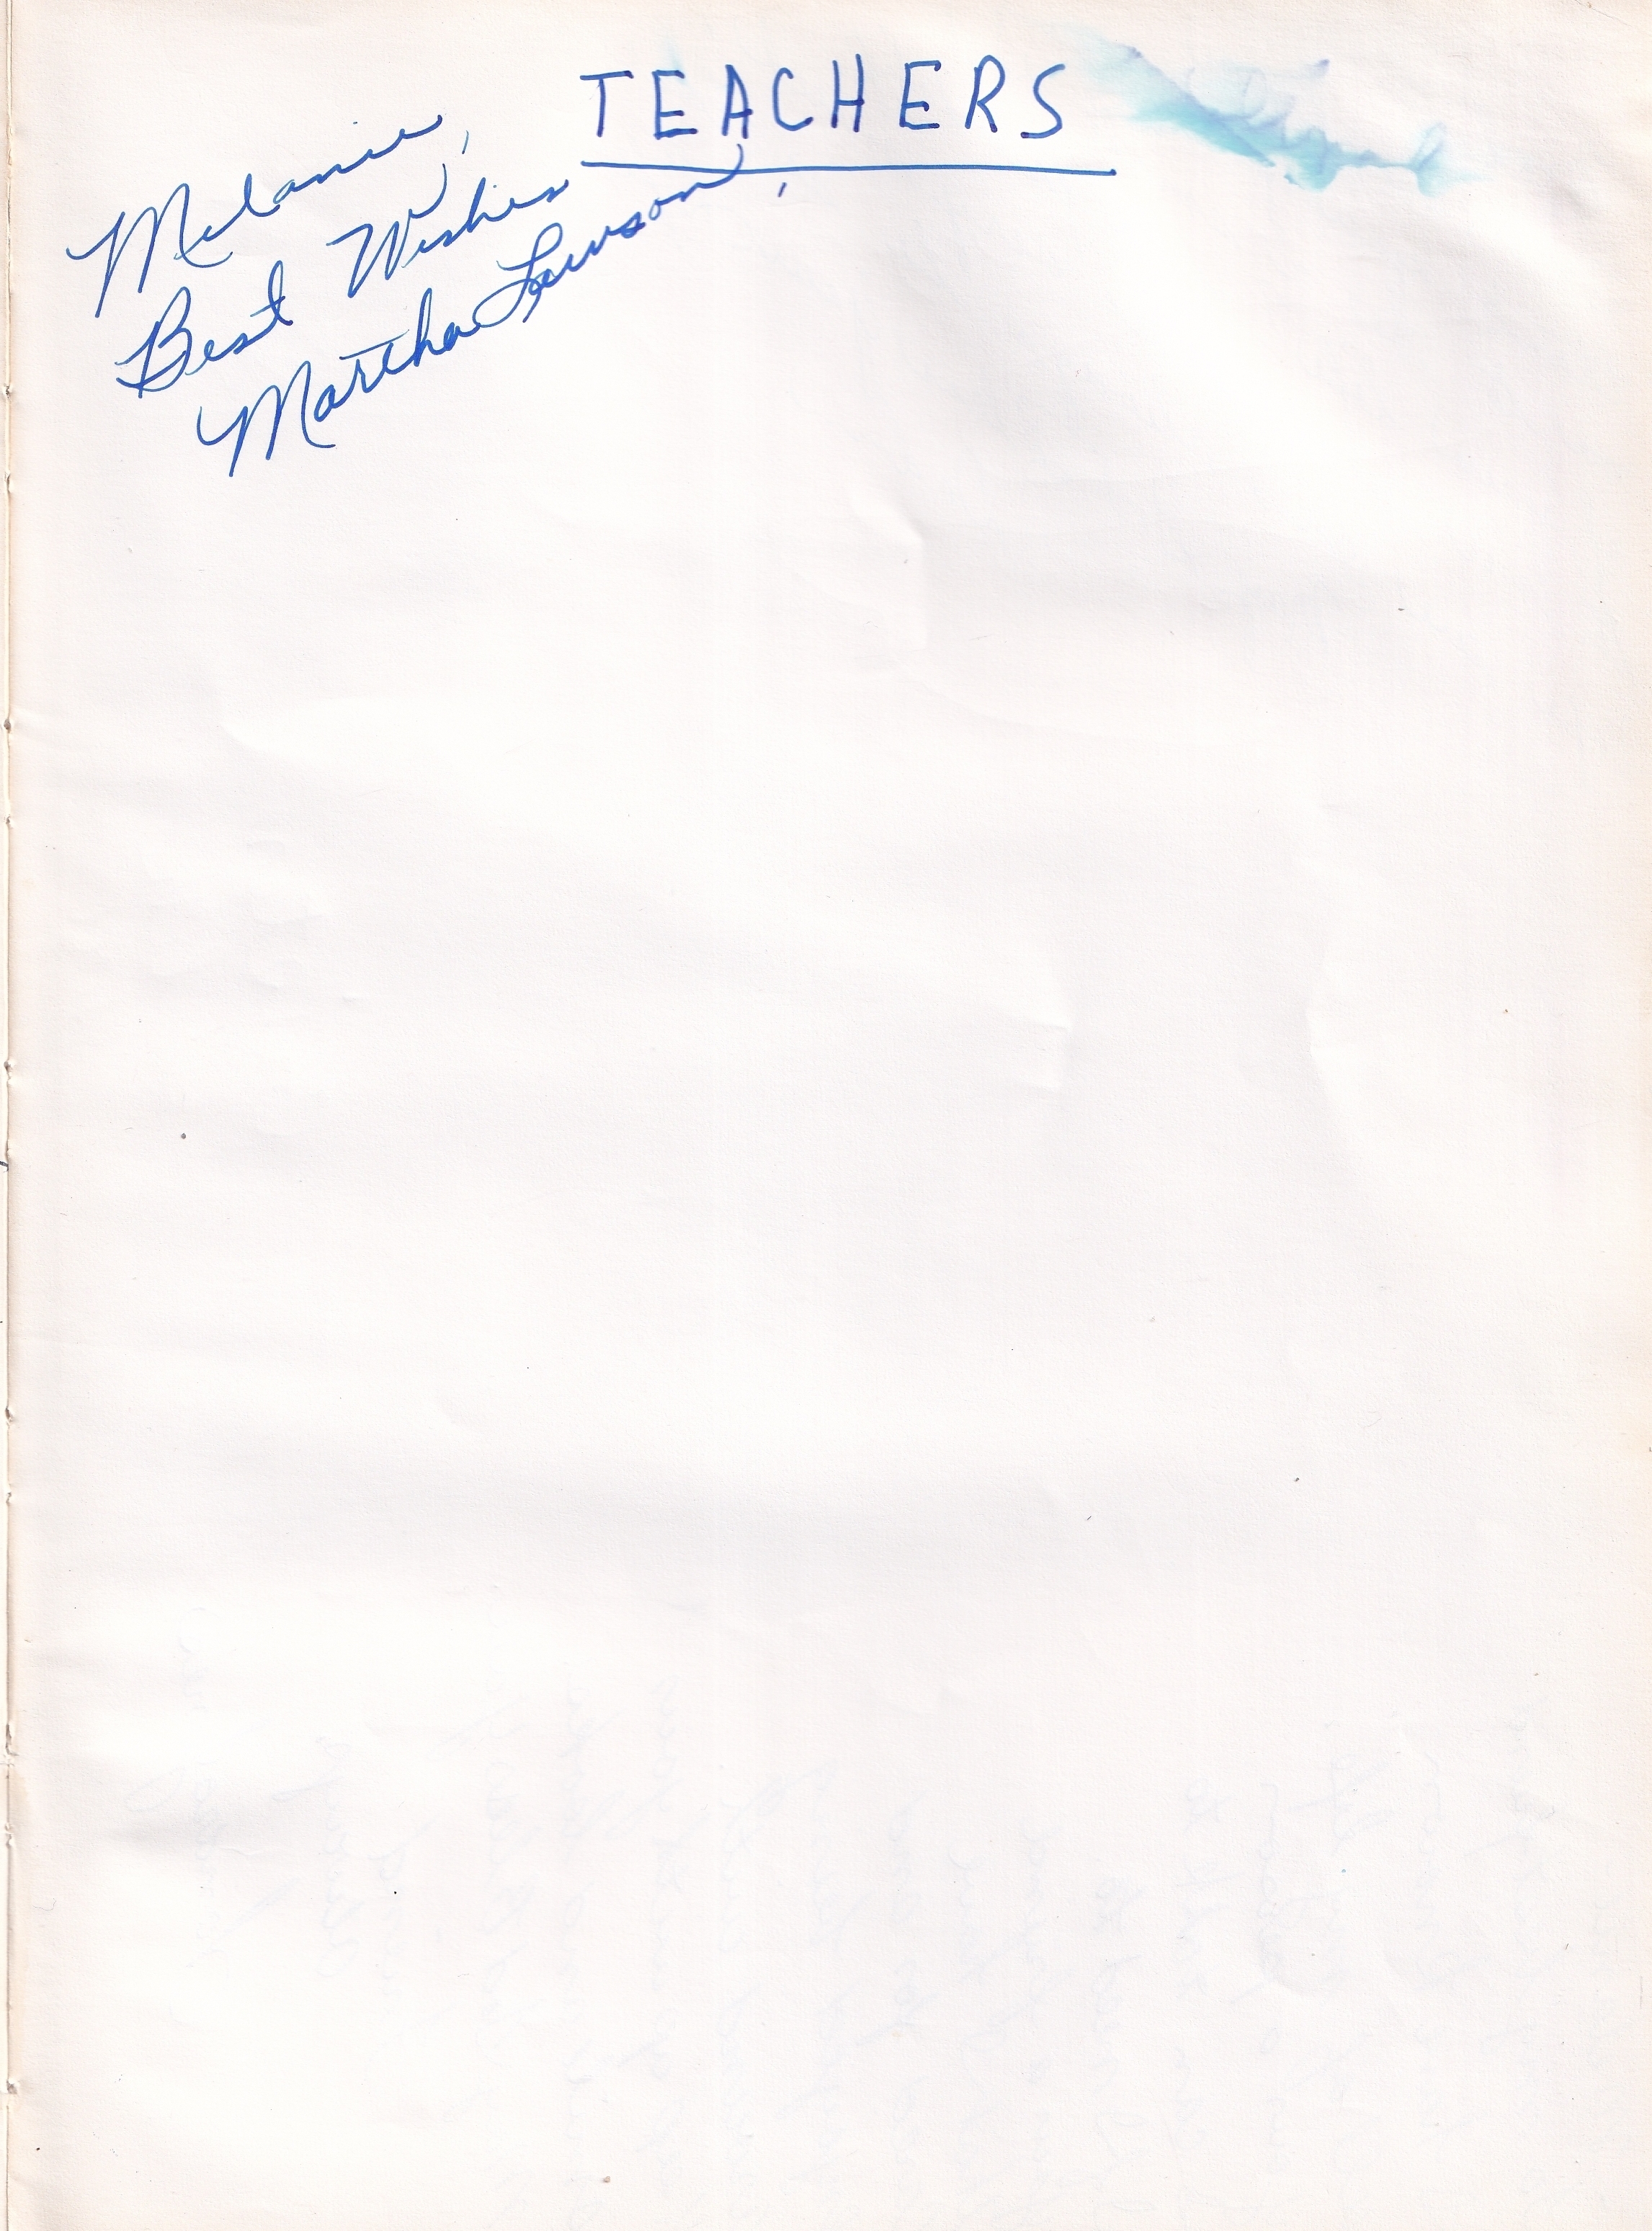 TEACHERS
Melanie,
Best Wishes,
Martha Lawson